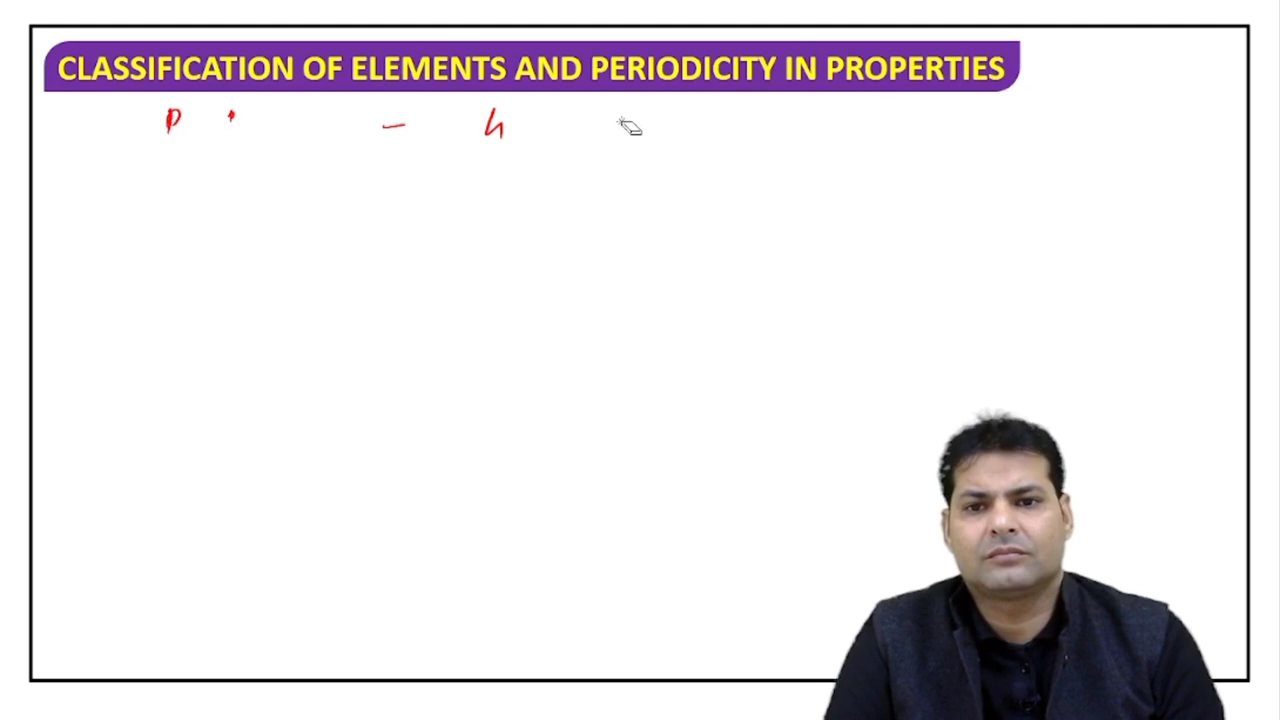 CLASSIFICATION OF ELEMENTS AND PERIODICITY IN PROPERTIES